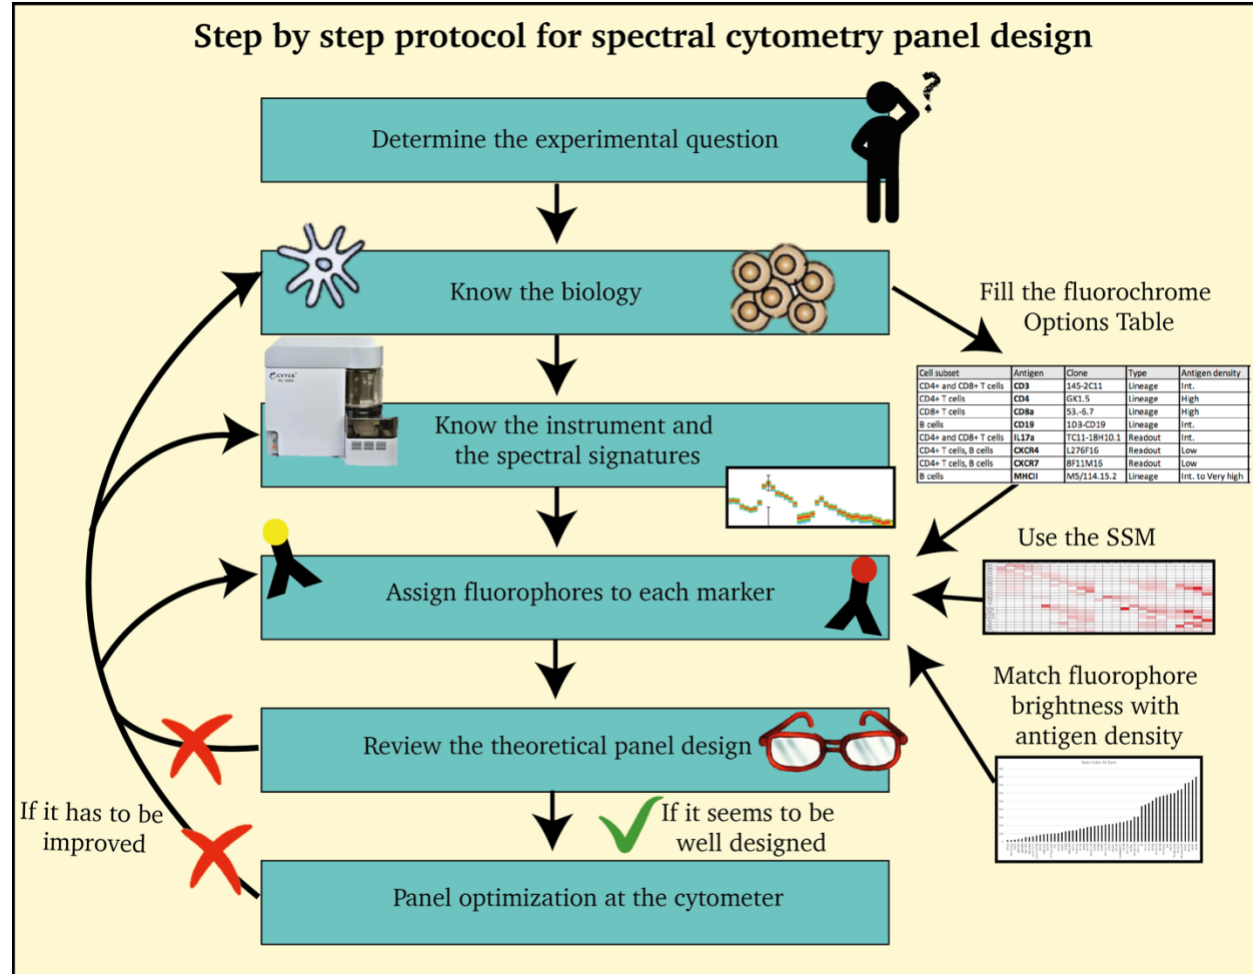 Step by step protocol for spectral cytometry panel design
Determine the experimental question
?
Know the biology
Fill the fluorochrome
Options Table
CYTEK
Cell subset Antigen Clone Type Antigen density
CD4+ and CD8+ T cells CD3 145-2C11 Lineage Int.
CD4+ T cells CD4 GK1.5 Lineage High
CD8+ T cells CD8a 53.-6.7 Lineage High
B cells CD19 1D3-CD19 Lineage Int.
CD4+ and CD8+ T cells IL17a TC11-18H10.1 Readout Int.
CD4+ T cells, B cells CXCR4 L276F16 Readout Low
CD4+ T cells, B cells CXCR7 8F11M16 Readout Low
B cells MHCII M5/114.15.2 Lineage Int. to Very high
Know the instrument and
the spectral signatures
Use the SSM
Assign fluorophores to each marker
Match fluorophore
brightness with
antigen density
Review the theoretical panel design
If it has to be
improved
If it seems to be
well designed
Panel optimization at the cytometer